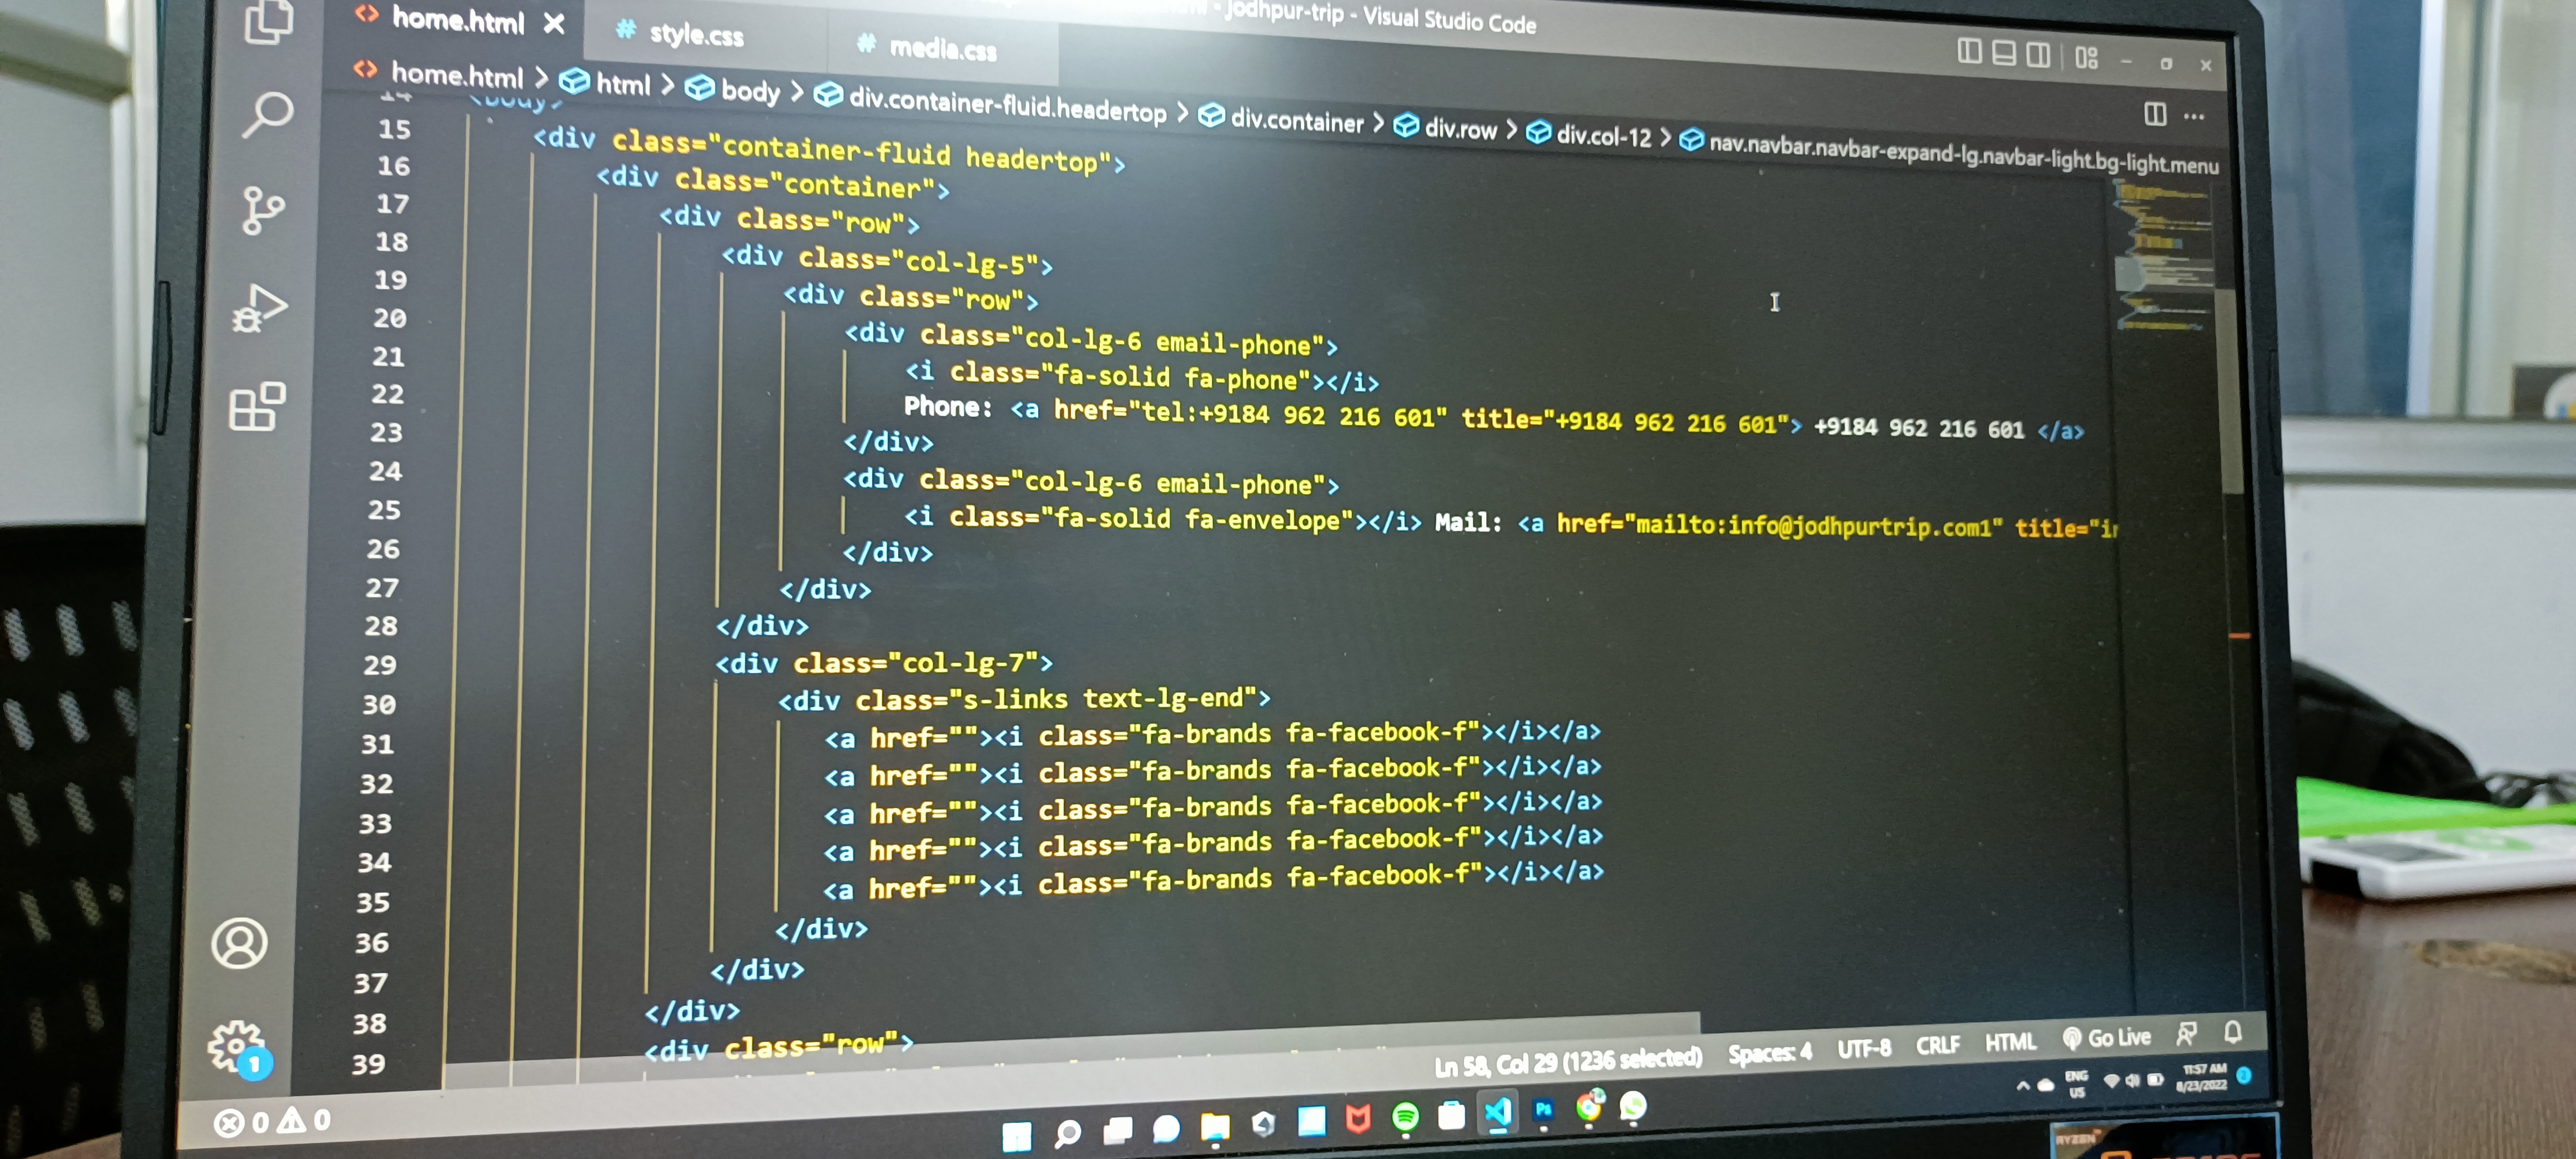 jodhpur-trip - Visual Studio Code
home.html style.css media.css
home.html > html > body > div.container-fluid.headertop > div.container > div.row > div.col-12 > nav.navbar.navbar-expand-lg.navbar-light.bg-light.menu
14 <body>
15 <div class="container-fluid headertop">
16 <div class="container">
17 <div class="row">
18 <div class="col-lg-5">
19 <div class="row">
20 <div class="col-lg-6 email-phone">
21 <i class="fa-solid fa-phone"></i>
22 Phone: <a href="tel:+9184 962 216 601" title="+9184 962 216 601"> +9184 962 216 601 </a>
23 </div>
24 <div class="col-lg-6 email-phone">
25 <i class="fa-solid fa-envelope"></i> Mail: <a href="mailto:info@jodhpurtrip.com1" title="in
26 </div>
27 </div>
28 </div>
29 <div class="col-lg-7">
30 <div class="s-links text-lg-end">
31 <a href=""><i class="fa-brands fa-facebook-f"></i></a>
32 <a href=""><i class="fa-brands fa-facebook-f"></i></a>
33 <a href=""><i class="fa-brands fa-facebook-f"></i></a>
34 <a href=""><i class="fa-brands fa-facebook-f"></i></a>
35 <a href=""><i class="fa-brands fa-facebook-f"></i></a>
36 </div>
37 </div>
38 </div>
39 <div class="row">
Ln 58, Col 29 (1236 selected) Spaces: 4 UTF-8 CRLF HTML Go Live
1
0 0
Ps
ENG
US
11:57 AM
8/23/2022
2
RYZEN